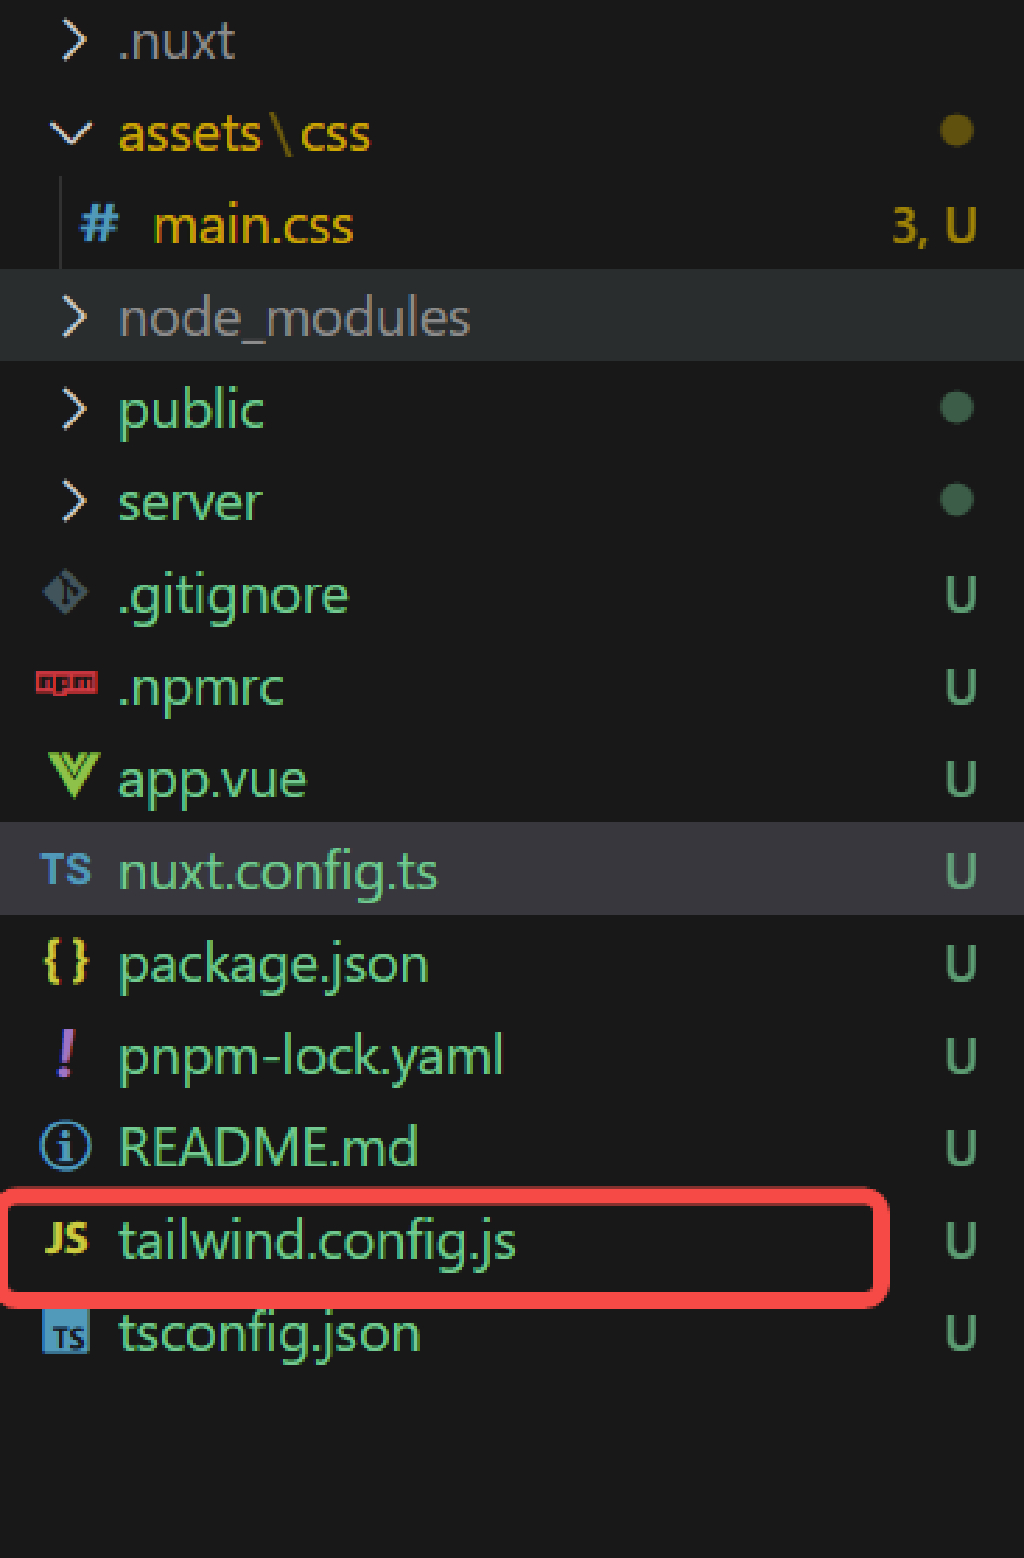 .nuxt
assets\css
# main.css 3, U
node_modules
public
server
.gitignore U
npm .npmrc U
app.vue U
TS nuxt.config.ts U
{} package.json U
! pnpm-lock.yaml U
i README.md U
JS tailwind.config.js U
TS tsconfig.json U